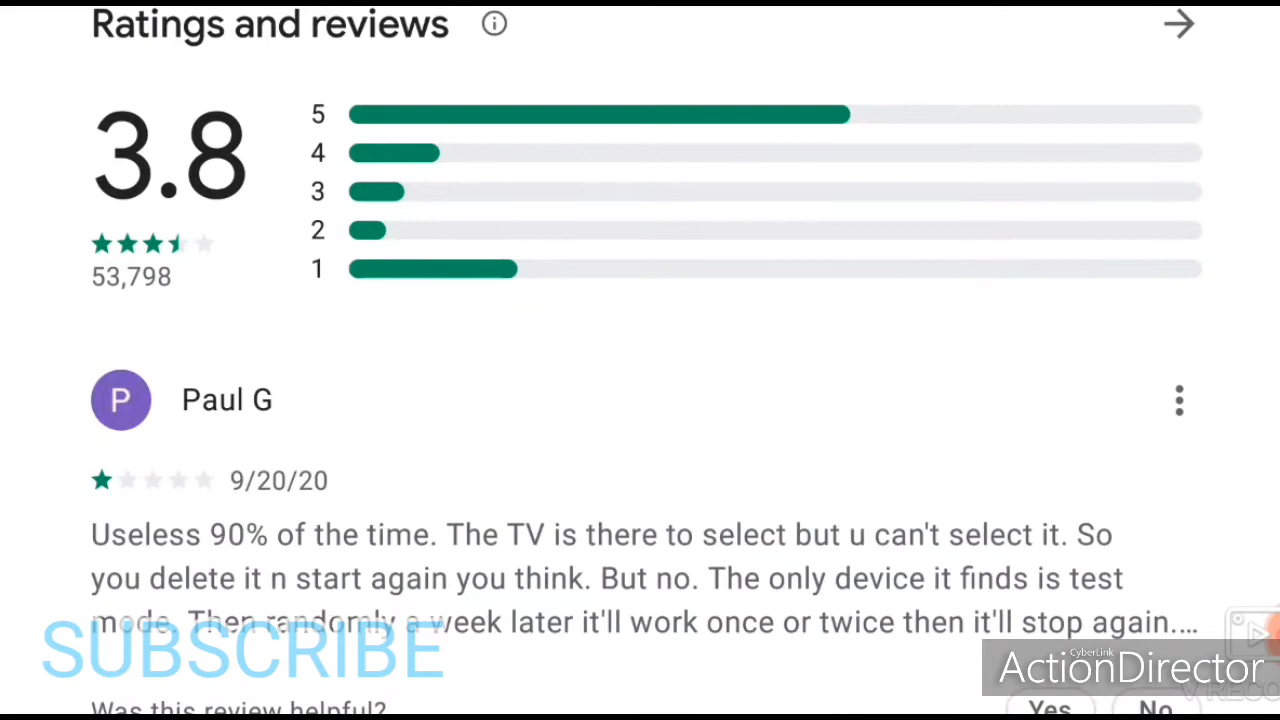 Ratings and reviews
3.8
5
4
3
2
1
53,798
P
Paul G
9/20/20
Useless 90% of the time. The TV is there to select but u can't select it. So
you delete it n start again you think. But no. The only device it finds is test
mode. Then randomly a week later it'll work once or twice then it'll stop again....
SUBSCRIBE
CyberLink
ActionDirector
Was this review helpful?
Yes
No